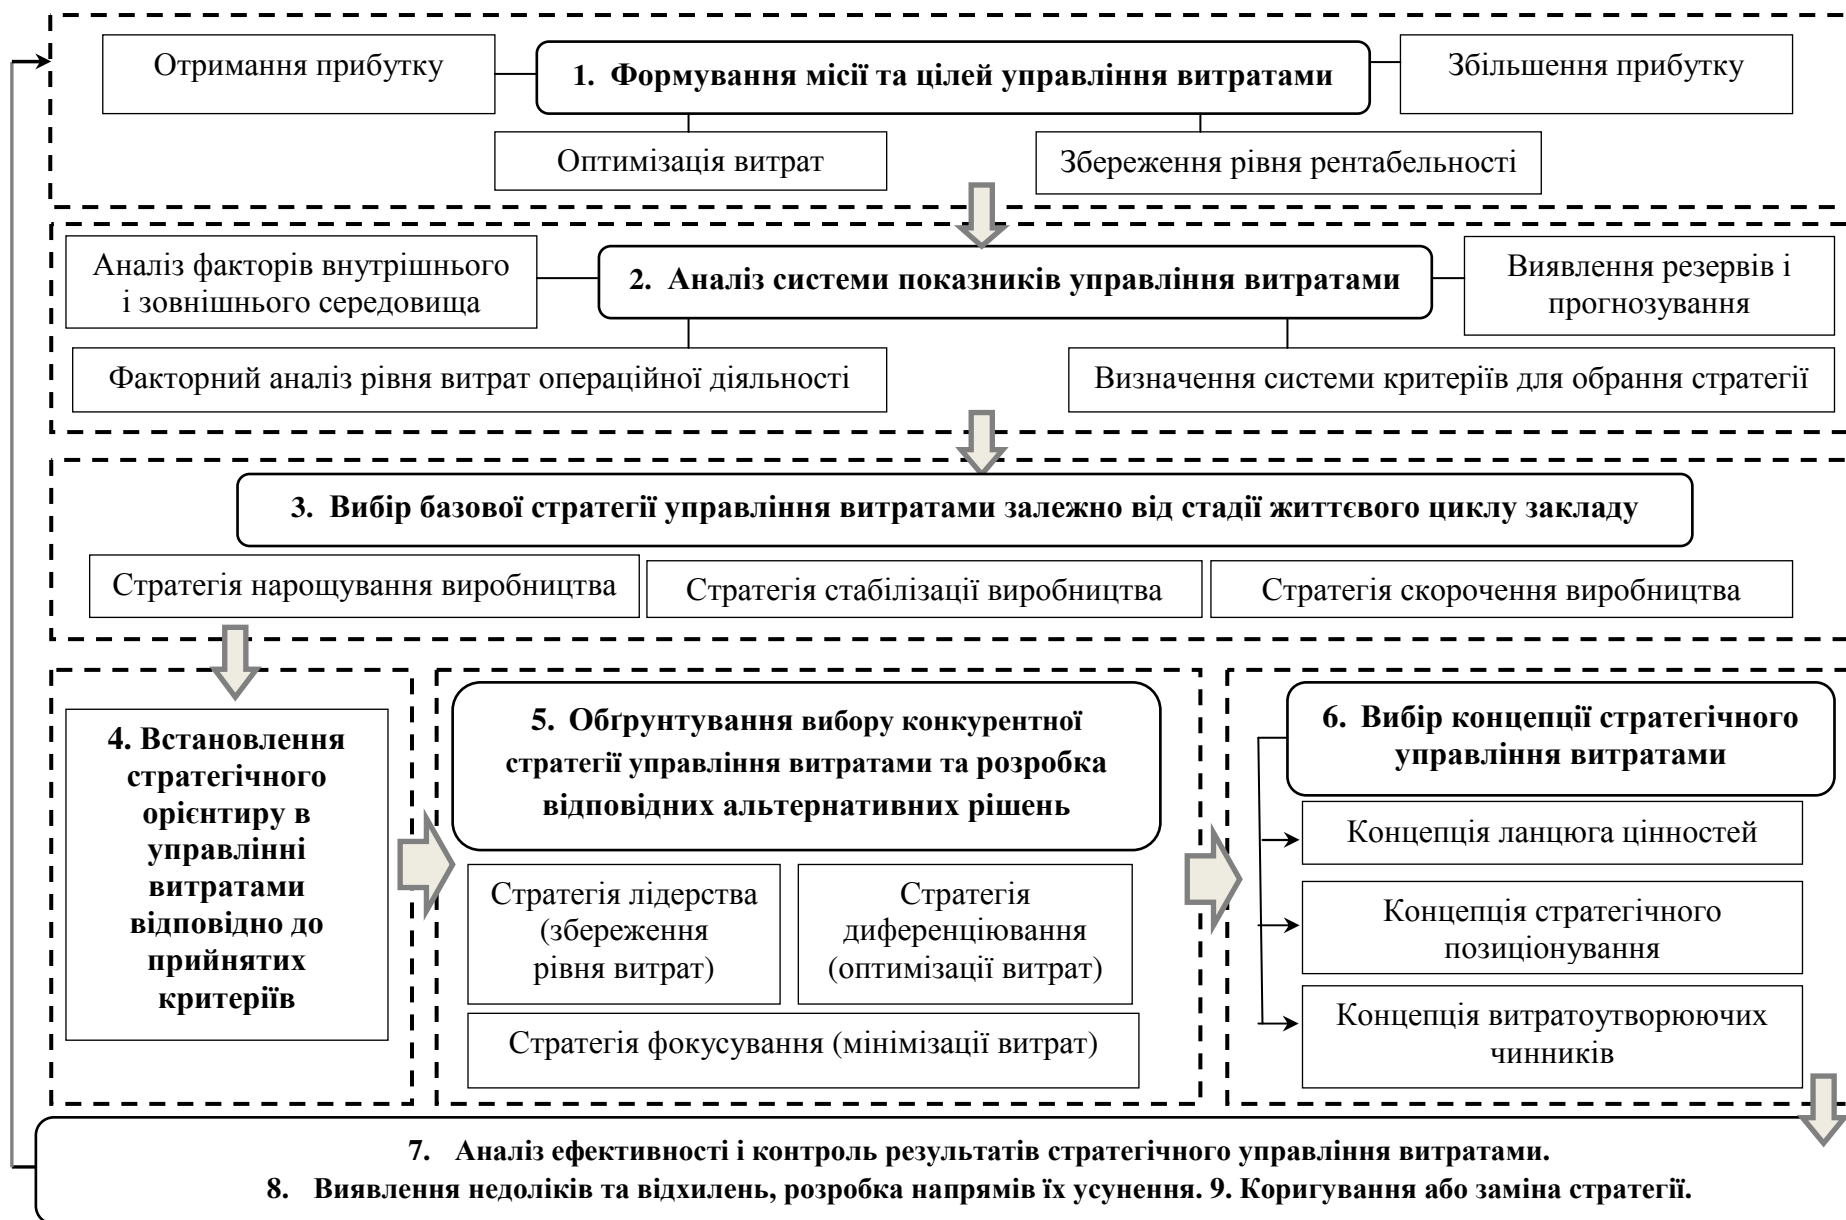 Отримання прибутку
1. Формування місії та цілей управління витратами
Збільшення прибутку
Оптимізація витрат
Збереження рівня рентабельності
Аналіз факторів внутрішнього
і зовнішнього середовища
2. Аналіз системи показників управління витратами
Виявлення резервів і
прогнозування
Факторний аналіз рівня витрат операційної діяльності
Визначення системи критеріїв для обрання стратегії
3. Вибір базової стратегії управління витратами залежно від стадії життєвого циклу закладу
Стратегія нарощування виробництва
Стратегія стабілізації виробництва
Стратегія скорочення виробництва
4. Встановлення
стратегічного
орієнтиру в
управлінні
витратами
відповідно до
прийнятих
критеріїв
5. Обґрунтування вибору конкурентної
стратегії управління витратами та розробка
відповідних альтернативних рішень
Стратегія лідерства
(збереження
рівня витрат)
Стратегія
диференціювання
(оптимізації витрат)
Стратегія фокусування (мінімізації витрат)
6. Вибір концепції стратегічного
управління витратами
Концепція ланцюга цінностей
Концепція стратегічного
позиціонування
Концепція витратоутворюючих
чинників
7. Аналіз ефективності і контроль результатів стратегічного управління витратами.
8. Виявлення недоліків та відхилень, розробка напрямів їх усунення. 9. Коригування або заміна стратегії.